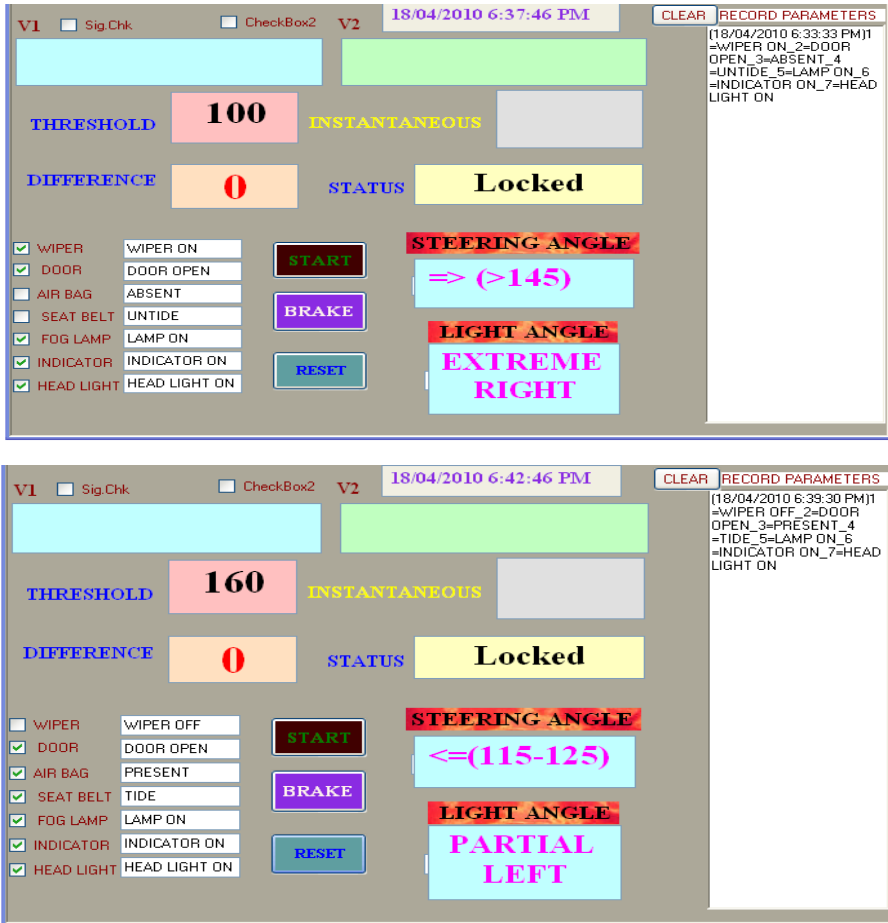 V1 Sig.Chk CheckBox2 V2 18/04/2010 6:37:46 PM CLEAR RECORD PARAMETERS
(18/04/2010 6:33:33 PM)1
=WIPER ON_2=DOOR
OPEN_3=ABSENT_4
=UNTIDE_5=LAMP ON_6
=INDICATOR ON_7=HEAD
LIGHT ON
THRESHOLD 100 INSTANTANEOUS
DIFFERENCE 0 STATUS Locked
WIPER WIPER ON
DOOR DOOR OPEN
AIR BAG ABSENT
SEAT BELT UNTIDE
FOG LAMP LAMP ON
INDICATOR INDICATOR ON
HEAD LIGHT HEAD LIGHT ON
START
BRAKE
RESET
STEERING ANGLE
=> (>145)
LIGHT ANGLE
EXTREME
RIGHT
V1 Sig.Chk CheckBox2 V2 18/04/2010 6:42:46 PM CLEAR RECORD PARAMETERS
(18/04/2010 6:39:30 PM)1
=WIPER OFF_2=DOOR
OPEN_3=PRESENT_4
=TIDE_5=LAMP ON_6
=INDICATOR ON_7=HEAD
LIGHT ON
THRESHOLD 160 INSTANTANEOUS
DIFFERENCE 0 STATUS Locked
WIPER WIPER OFF
DOOR DOOR OPEN
AIR BAG PRESENT
SEAT BELT TIDE
FOG LAMP LAMP ON
INDICATOR INDICATOR ON
HEAD LIGHT HEAD LIGHT ON
START
BRAKE
RESET
STEERING ANGLE
<=(115-125)
LIGHT ANGLE
PARTIAL
LEFT